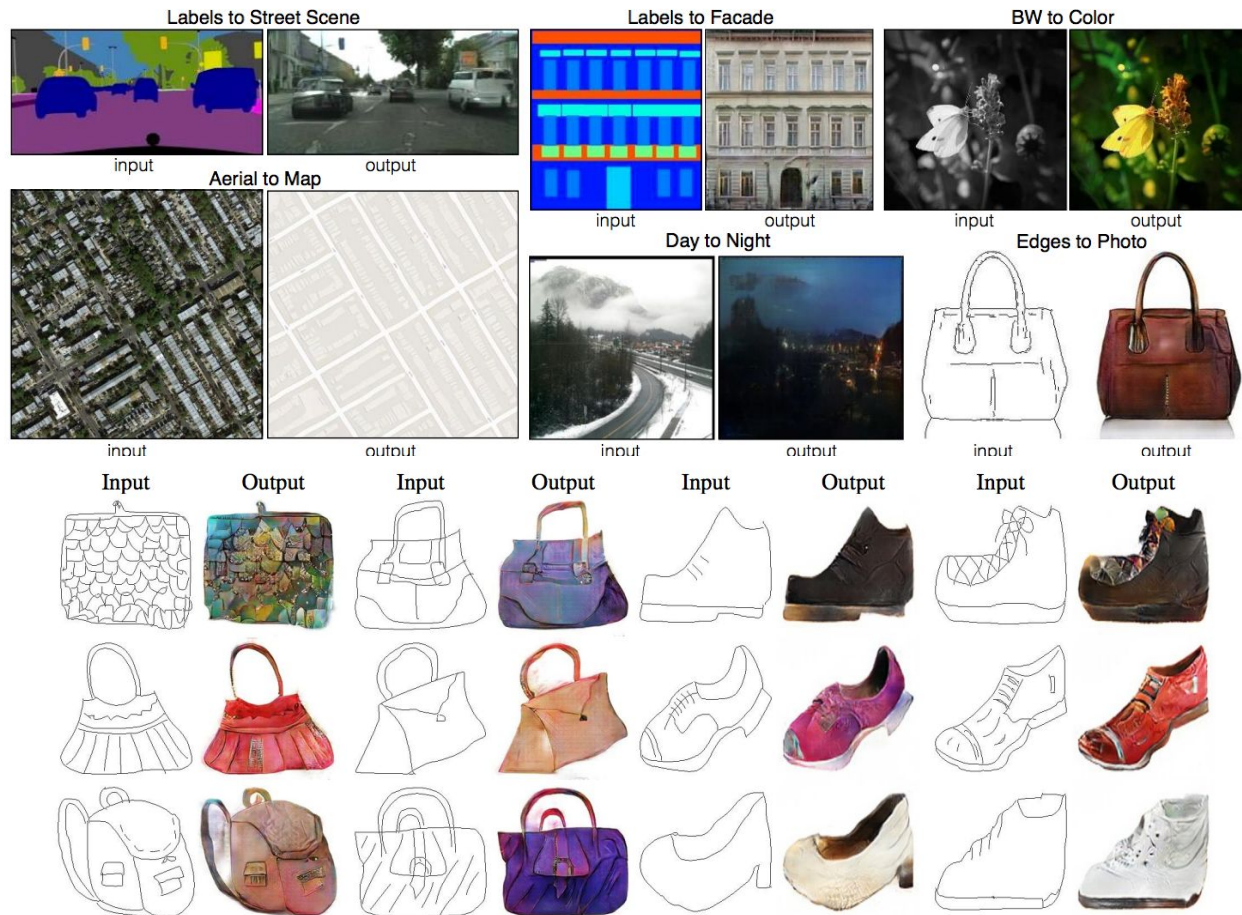 Labels to Street Scene
input
output
Aerial to Map
input
output
Labels to Facade
input
output
BW to Color
input
output
Day to Night
input
output
Edges to Photo
input
output
Input Output Input Output Input Output Input Output